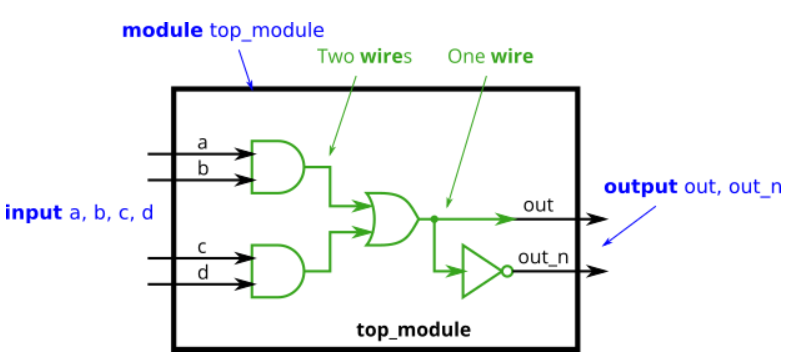 module top_module
Two wires
One wire
a
b
input a, b, c, d
output out, out_n
out
c
d
out_n
top_module